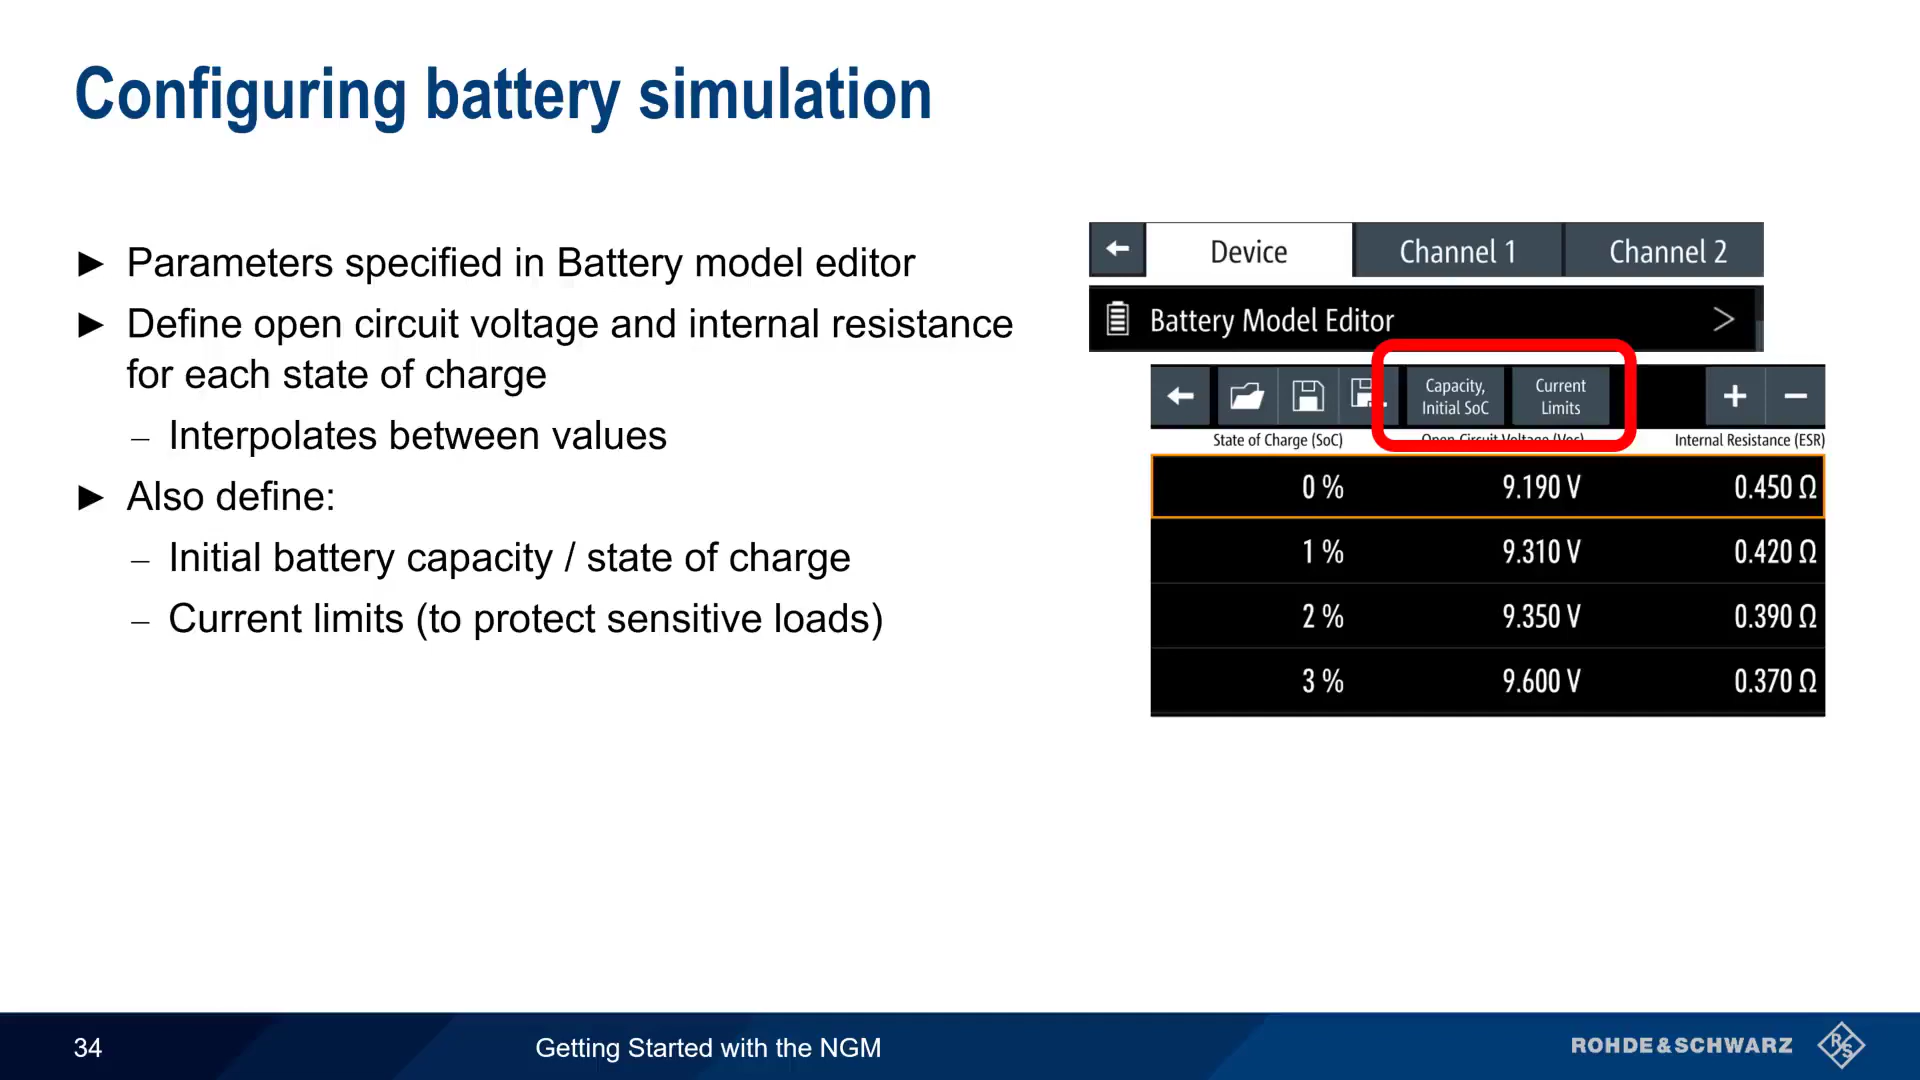 Configuring battery simulation
► Parameters specified in Battery model editor
► Define open circuit voltage and internal resistance
for each state of charge
– Interpolates between values
► Also define:
– Initial battery capacity / state of charge
– Current limits (to protect sensitive loads)
Device Channel 1 Channel 2
Battery Model Editor
Capacity, Initial SoC
Current Limits
State of Charge (SoC) Open Circuit Voltage (Voc) Internal Resistance (ESR)
0 % 9.190 V 0.450 Ω
1 % 9.310 V 0.420 Ω
2 % 9.350 V 0.390 Ω
3 % 9.600 V 0.370 Ω
34 Getting Started with the NGM ROHDE&SCHWARZ R S